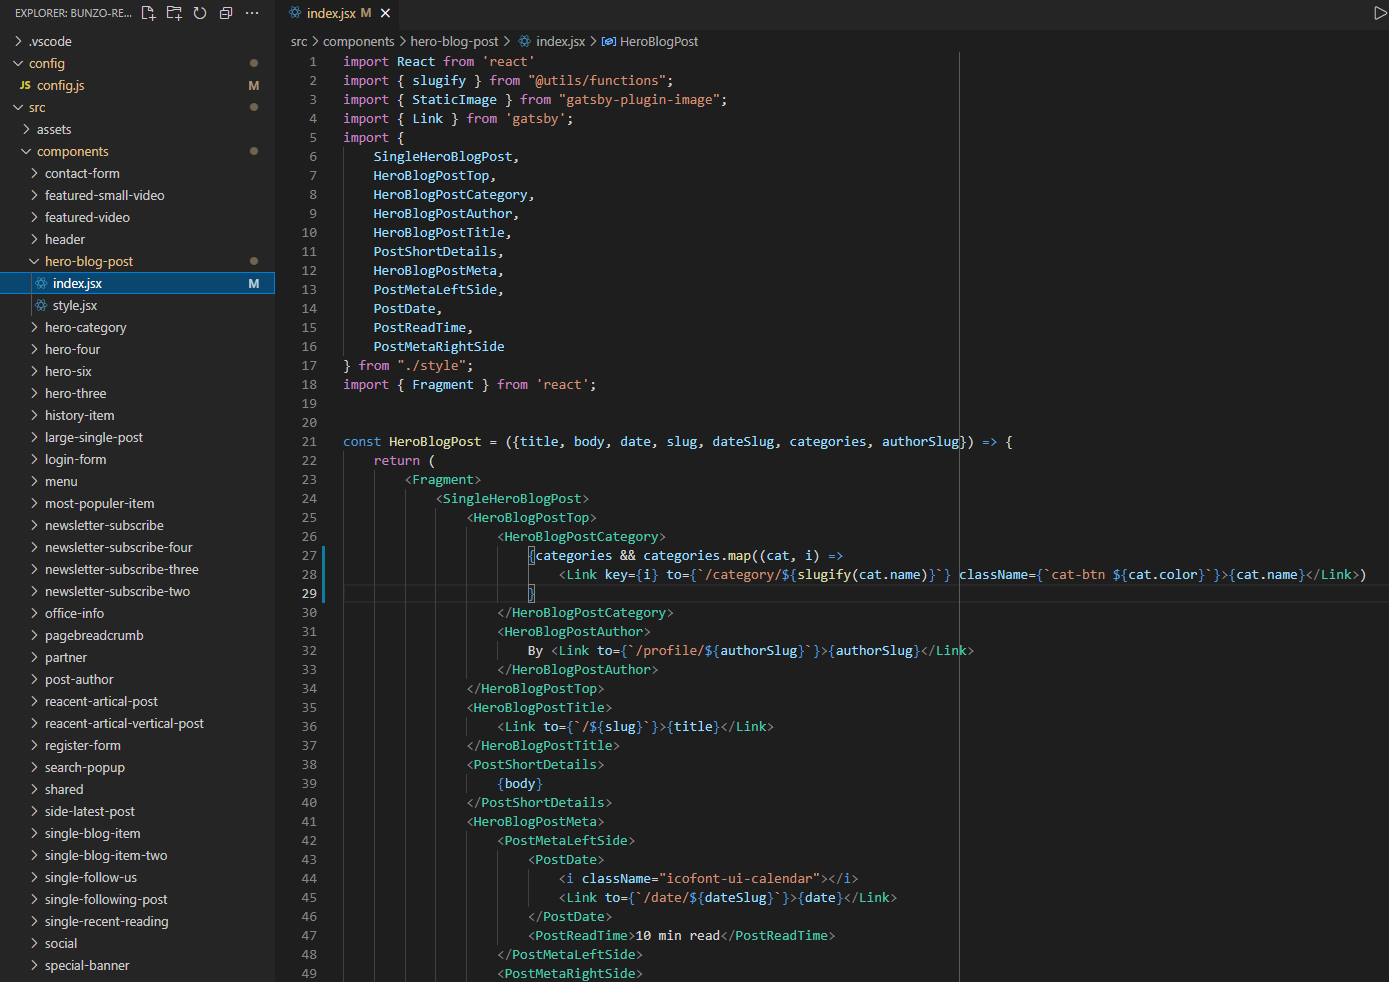 EXPLORER: BUNZO-RE...
.vscode
config
JS config.js M
src
assets
components
contact-form
featured-small-video
featured-video
header
hero-blog-post
index.jsx M
style.jsx
hero-category
hero-four
hero-six
hero-three
history-item
large-single-post
login-form
menu
most-populer-item
newsletter-subscribe
newsletter-subscribe-four
newsletter-subscribe-three
newsletter-subscribe-two
office-info
pagebreadcrumb
partner
post-author
reacent-artical-post
reacent-artical-vertical-post
register-form
search-popup
shared
side-latest-post
single-blog-item
single-blog-item-two
single-follow-us
single-following-post
single-recent-reading
social
special-banner
index.jsx M
src > components > hero-blog-post > index.jsx > HeroBlogPost
1 import React from 'react'
2 import { slugify } from "@utils/functions";
3 import { StaticImage } from "gatsby-plugin-image";
4 import { Link } from 'gatsby';
5 import {
6 SingleHeroBlogPost,
7 HeroBlogPostTop,
8 HeroBlogPostCategory,
9 HeroBlogPostAuthor,
10 HeroBlogPostTitle,
11 PostShortDetails,
12 HeroBlogPostMeta,
13 PostMetaLeftSide,
14 PostDate,
15 PostReadTime,
16 PostMetaRightSide
17 } from "./style";
18 import { Fragment } from 'react';
19
20
21 const HeroBlogPost = ({title, body, date, slug, dateSlug, categories, authorSlug}) => {
22 return (
23 <Fragment>
24 <SingleHeroBlogPost>
25 <HeroBlogPostTop>
26 <HeroBlogPostCategory>
27 {categories && categories.map((cat, i) =>
28 <Link key={i} to={`/category/${slugify(cat.name)}`} className={`cat-btn ${cat.color}`}>{cat.name}</Link>)
29 }
30 </HeroBlogPostCategory>
31 <HeroBlogPostAuthor>
32 By <Link to={`/profile/${authorSlug}`}>{authorSlug}</Link>
33 </HeroBlogPostAuthor>
34 </HeroBlogPostTop>
35 <HeroBlogPostTitle>
36 <Link to={`/${slug}`}>{title}</Link>
37 </HeroBlogPostTitle>
38 <PostShortDetails>
39 {body}
40 </PostShortDetails>
41 <HeroBlogPostMeta>
42 <PostMetaLeftSide>
43 <PostDate>
44 <i className="icofont-ui-calendar"></i>
45 <Link to={`/date/${dateSlug}`}>{date}</Link>
46 </PostDate>
47 <PostReadTime>10 min read</PostReadTime>
48 </PostMetaLeftSide>
49 <PostMetaRightSide>